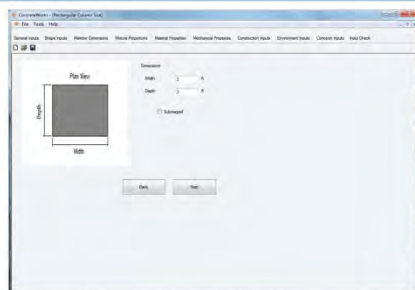 ConcreteWorks - [Rectangular Column Size]
File Tools Help
General Inputs Shape Inputs Member Dimensions Mixture Proportions Material Properties Mechanical Properties Construction Inputs Environment Inputs Corrosion Inputs Input Check
Dimensions
Plan View
Width ft
Depth ft
Depth
Submerged
Width
Back Next